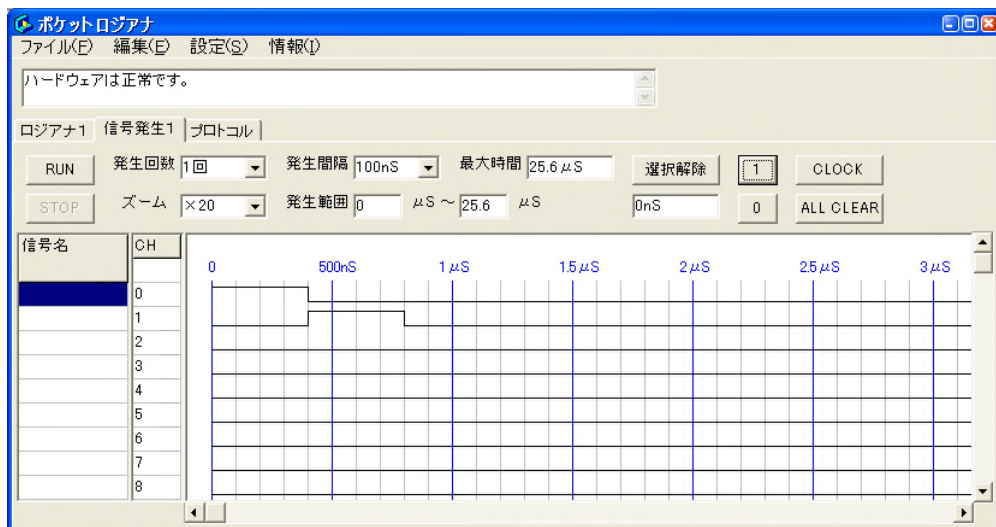 ポケットロジアナ
ファイル(F) 編集(E) 設定(S) 情報(I)
ハードウェアは正常です。
ロジアナ1 信号発生1 プロトコル
RUN 発生回数 1回 発生間隔 100nS 最大時間 25.6μS 選択解除 1 CLOCK
STOP ズーム ×20 発生範囲 0 μS ～ 25.6 μS 0nS 0 ALL CLEAR
信号名 CH
0 500nS 1μS 1.5μS 2μS 2.5μS 3μS
0
1
2
3
4
5
6
7
8